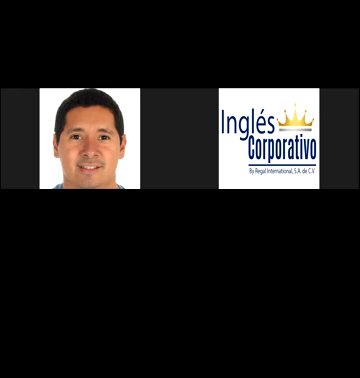 Inglés
Corporativo
By Regal International, S.A. de C.V